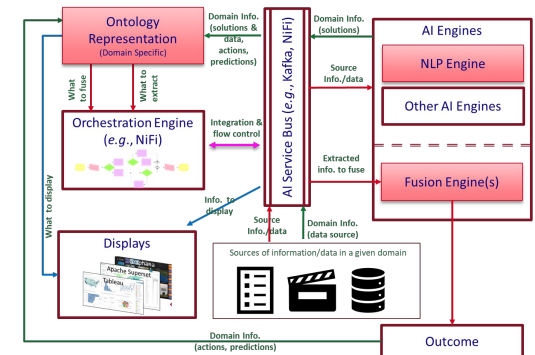 Ontology
Representation
(Domain Specific)
Domain Info.
(solutions &
data,
actions,
predictions)
AI Service Bus (e.g., Kafka, NiFi)
Domain Info.
(solutions)
AI Engines
NLP Engine
Source
Info./data
Other AI Engines
What
to fuse
What to
extract
Orchestration Engine
(e.g., NiFi)
Integration &
flow control
Extracted
info. to fuse
Fusion Engine(s)
What to display
Info. to
display
Source
Info./data
Domain Info.
(data source)
Displays
Apache Superset
Tableau
Sources of information/data in a given domain
Domain Info.
(actions, predictions)
Outcome